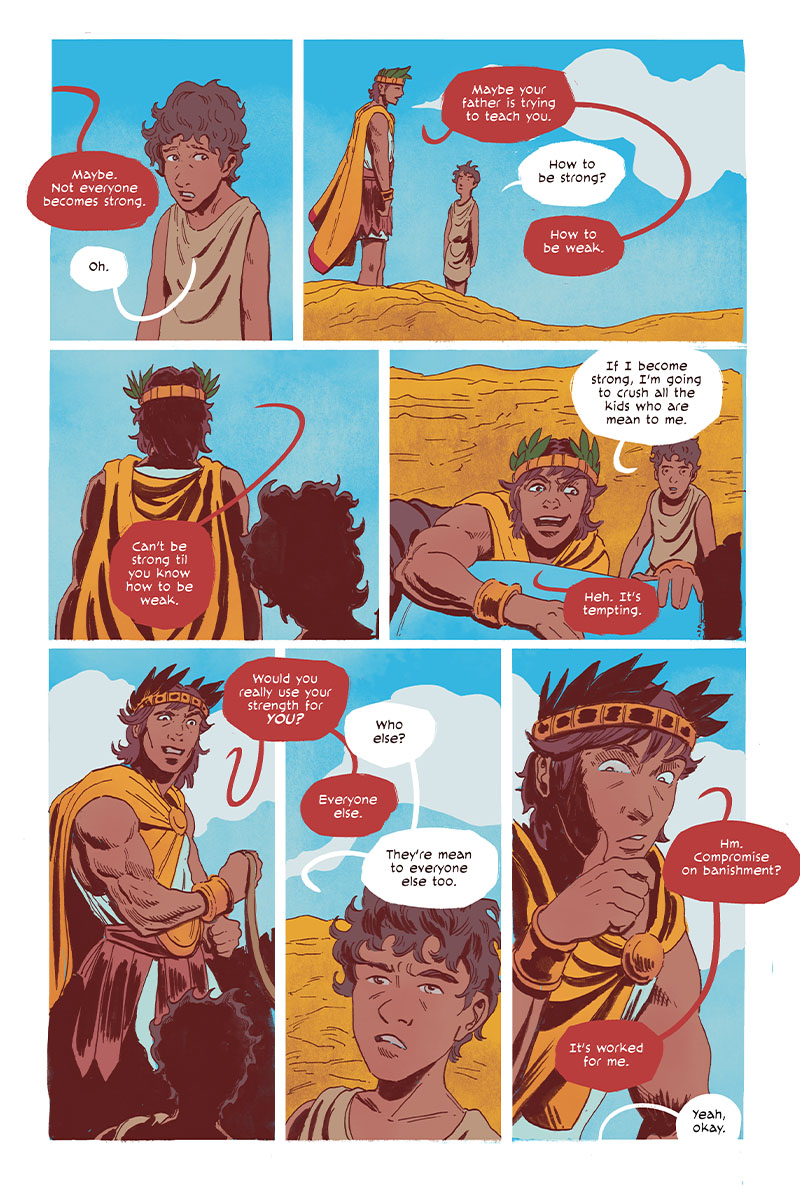 Maybe.
Not everyone
becomes strong.
Oh.
Maybe your
father is trying
to teach you.
How to
be strong?
How to
be weak.
Can't be
strong til
you know
how to be
weak.
If I become
strong, I'm going
to crush all the
kids who are
mean to me.
Heh. It's
tempting.
Would you
really use your
strength for
YOU?
Who
else?
Everyone
else.
They're mean
to everyone
else too.
Hm.
Compromise
on banishment?
It's worked
for me.
Yeah,
okay.